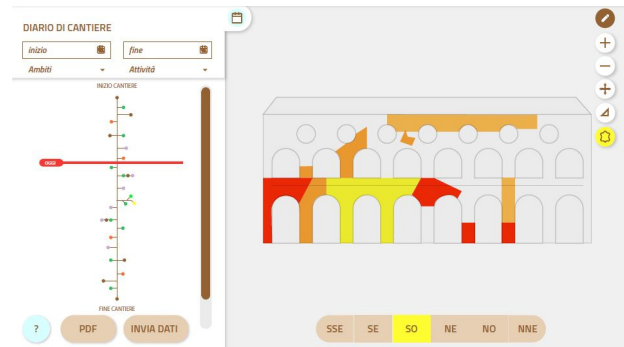 DIARIO DI CANTIERE
inizio
fine
Ambiti
Attività
INIZIO CANTIERE
OGGI
FINE CANTIERE
?
PDF
INVIA DATI
SSE
SE
SO
NE
NO
NNE